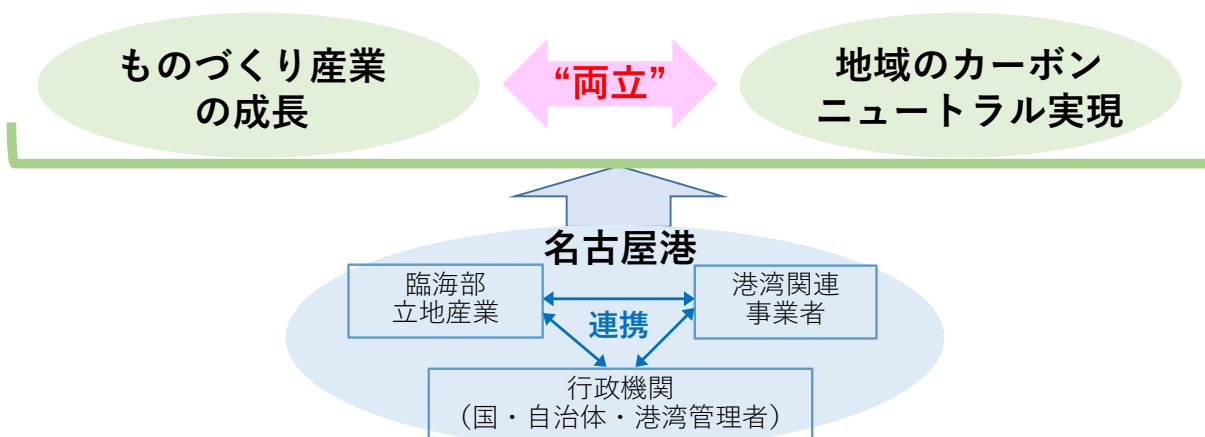 ものづくり産業
の成長
“両立”
地域のカーボン
ニュートラル実現
名古屋港
臨海部
立地産業
港湾関連
事業者
連携
行政機関
（国・自治体・港湾管理者）